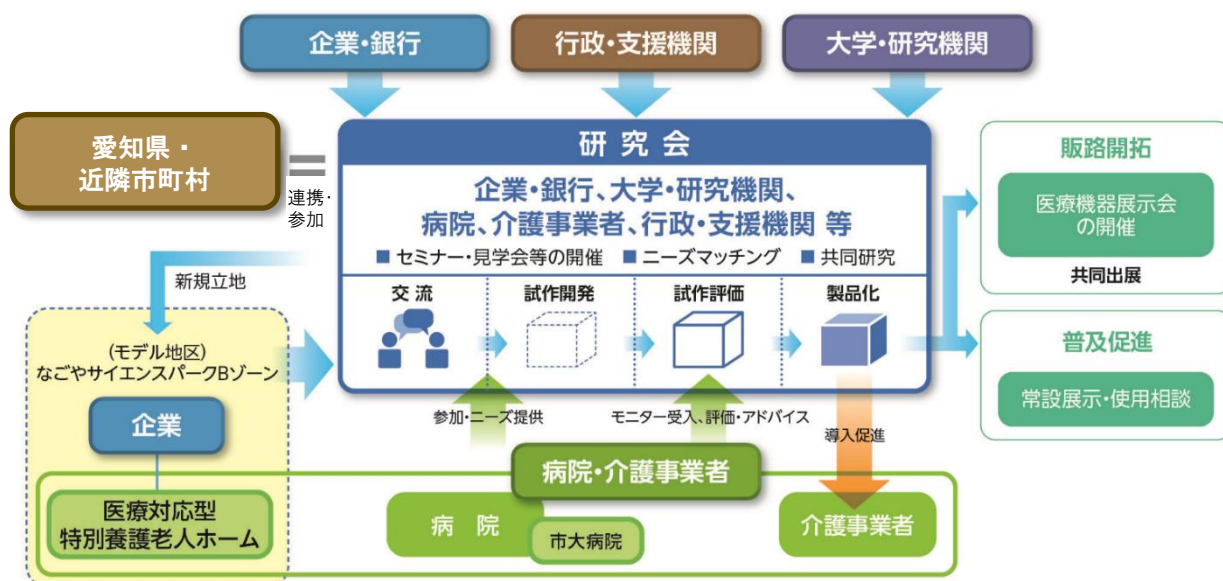 企業・銀行
行政・支援機関
大学・研究機関
愛知県・
近隣市町村
連携・
参加
研究会
企業・銀行、大学・研究機関、
病院、介護事業者、行政・支援機関 等
■ セミナー・見学会等の開催 ■ ニーズマッチング ■ 共同研究
交流
試作開発
試作評価
製品化
販路開拓
医療機器展示会
の開催
共同出展
普及促進
常設展示・使用相談
新規立地
(モデル地区)
なごやサイエンスパークBゾーン
企業
医療対応型
特別養護老人ホーム
参加・ニーズ提供
モニター受入、評価・アドバイス
導入促進
病院・介護事業者
病院
市大病院
介護事業者